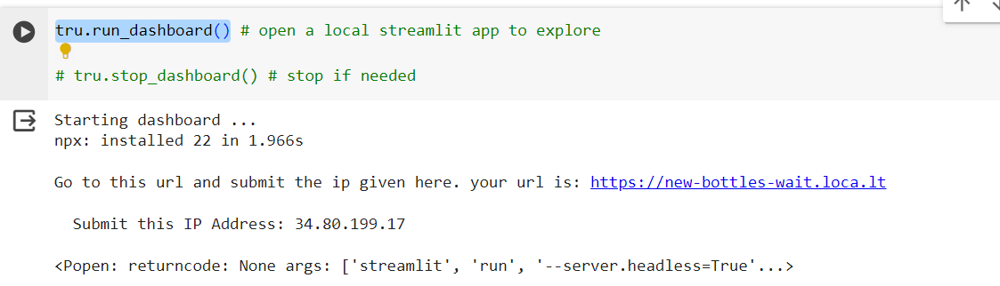 tru.run_dashboard() # open a local streamlit app to explore
# tru.stop_dashboard() # stop if needed
Starting dashboard ...
npx: installed 22 in 1.966s
Go to this url and submit the ip given here. your url is: https://new-bottles-wait.loca.lt
Submit this IP Address: 34.80.199.17
<Popen: returncode: None args: ['streamlit', 'run', '--server.headless=True'...>